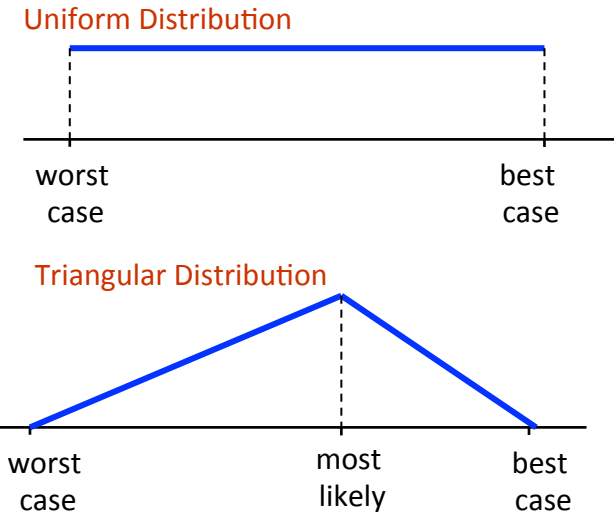 Uniform Distribution
worst
case
best
case
Triangular Distribution
worst
case
most
likely
best
case